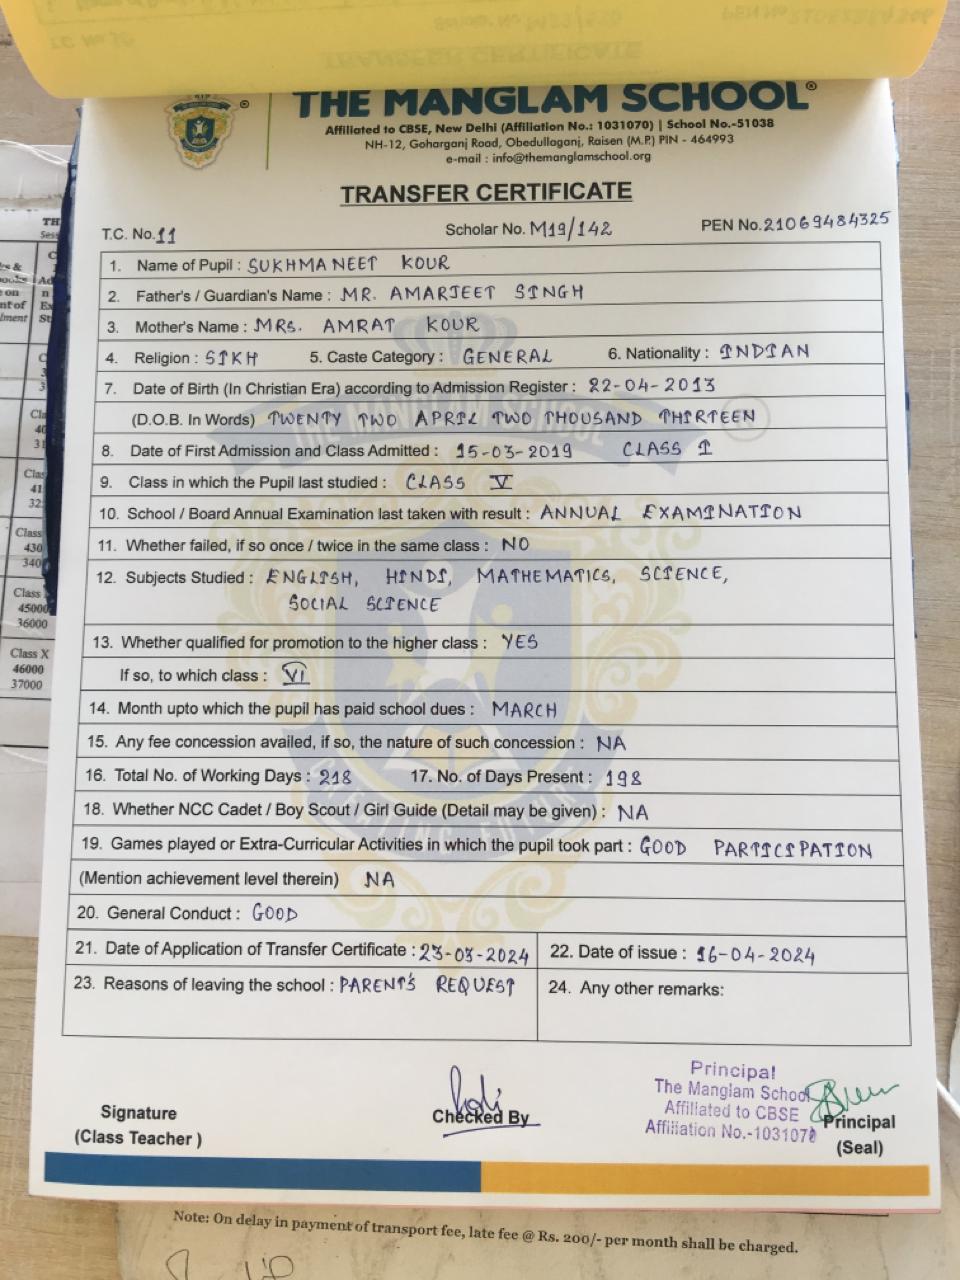 THE MANGLAM SCHOOL®
Affiliated to CBSE, New Delhi (Affiliation No.: 1031070) | School No.-51038
NH-12, Goharganj Road, Obedullaganj, Raisen (M.P.) PIN - 464993
e-mail : info@themanglamschool.org
TRANSFER CERTIFICATE
T.C. No. 11 Scholar No. M19/142 PEN No. 21069484325
1. Name of Pupil : SUKHMANEET KOUR
2. Father's / Guardian's Name : MR. AMARJEET SINGH
3. Mother's Name : MRS. AMRAT KOUR
4. Religion : SIKH 5. Caste Category : GENERAL 6. Nationality : INDIAN
7. Date of Birth (In Christian Era) according to Admission Register : 22-04-2013
(D.O.B. In Words) TWENTY TWO APRIL TWO THOUSAND THIRTEEN
8. Date of First Admission and Class Admitted : 15-03-2019 CLASS I
9. Class in which the Pupil last studied : CLASS V
10. School / Board Annual Examination last taken with result : ANNUAL EXAMINATION
11. Whether failed, if so once / twice in the same class : NO
12. Subjects Studied : ENGLISH, HINDI, MATHEMATICS, SCIENCE,
SOCIAL SCIENCE
13. Whether qualified for promotion to the higher class : YES
If so, to which class : VI
14. Month upto which the pupil has paid school dues : MARCH
15. Any fee concession availed, if so, the nature of such concession : NA
16. Total No. of Working Days : 218 17. No. of Days Present : 198
18. Whether NCC Cadet / Boy Scout / Girl Guide (Detail may be given) : NA
19. Games played or Extra-Curricular Activities in which the pupil took part : GOOD PARTICIPATION
(Mention achievement level therein) NA
20. General Conduct : GOOD
21. Date of Application of Transfer Certificate : 23-03-2024 22. Date of issue : 16-04-2024
23. Reasons of leaving the school : PARENT'S REQUEST 24. Any other remarks:
Principal
The Manglam School
Affiliated to CBSE
Affiliation No.-1031070
Signature
(Class Teacher )
Checked By
Principal
(Seal)
Note: On delay in payment of transport fee, late fee @ Rs. 200/- per month shall be charged.
Class X
46000
37000
45000
36000